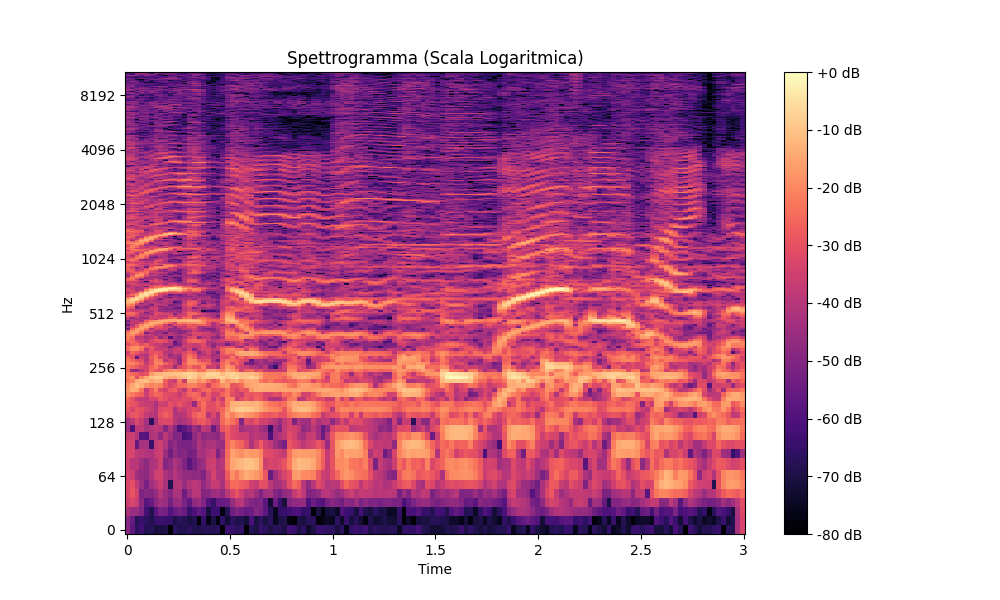 Spettrogramma (Scala Logaritmica)
Hz
8192
4096
2048
1024
512
256
128
64
0
0
0.5
1
1.5
2
2.5
3
Time
+0 dB
-10 dB
-20 dB
-30 dB
-40 dB
-50 dB
-60 dB
-70 dB
-80 dB